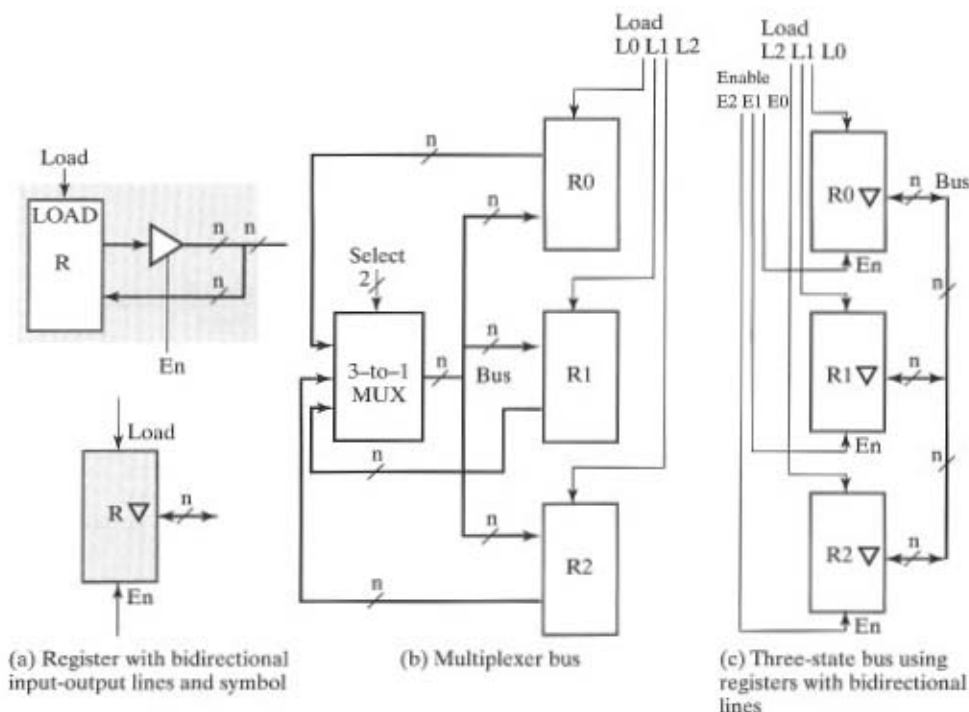 Load
LOAD
R
n n
n
En
Load
R n
En
(a) Register with bidirectional
input-output lines and symbol
Load
L0 L1 L2
n
R0
n
Select
2
3–to–1
MUX
n
Bus
n
R1
n
n
R2
n
(b) Multiplexer bus
Load
L2 L1 L0
Enable
E2 E1 E0
R0
n Bus
En
n
R1
n
En
n
R2
n
En
(c) Three-state bus using
registers with bidirectional
lines